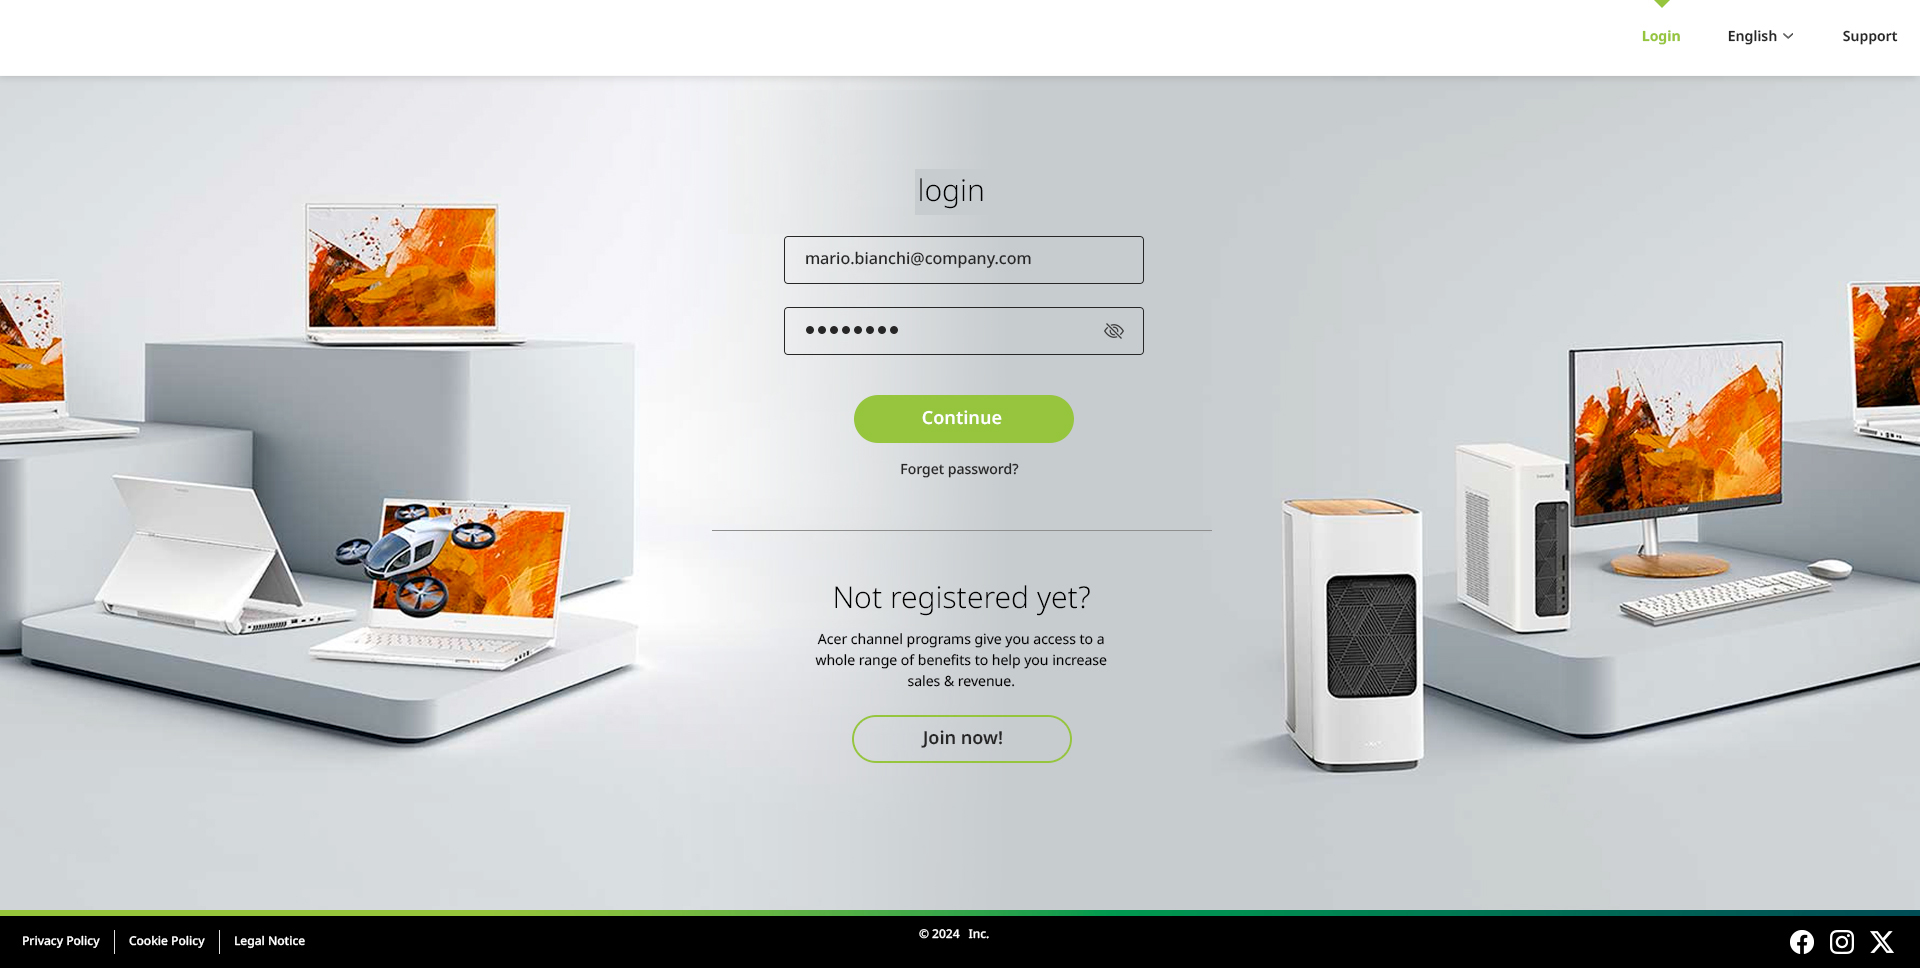 Login
English
Support
login
mario.bianchi@company.com
Continue
Forget password?
Not registered yet?
Acer channel programs give you access to a
whole range of benefits to help you increase
sales & revenue.
Join now!
Privacy Policy
Cookie Policy
Legal Notice
© 2024 Inc.